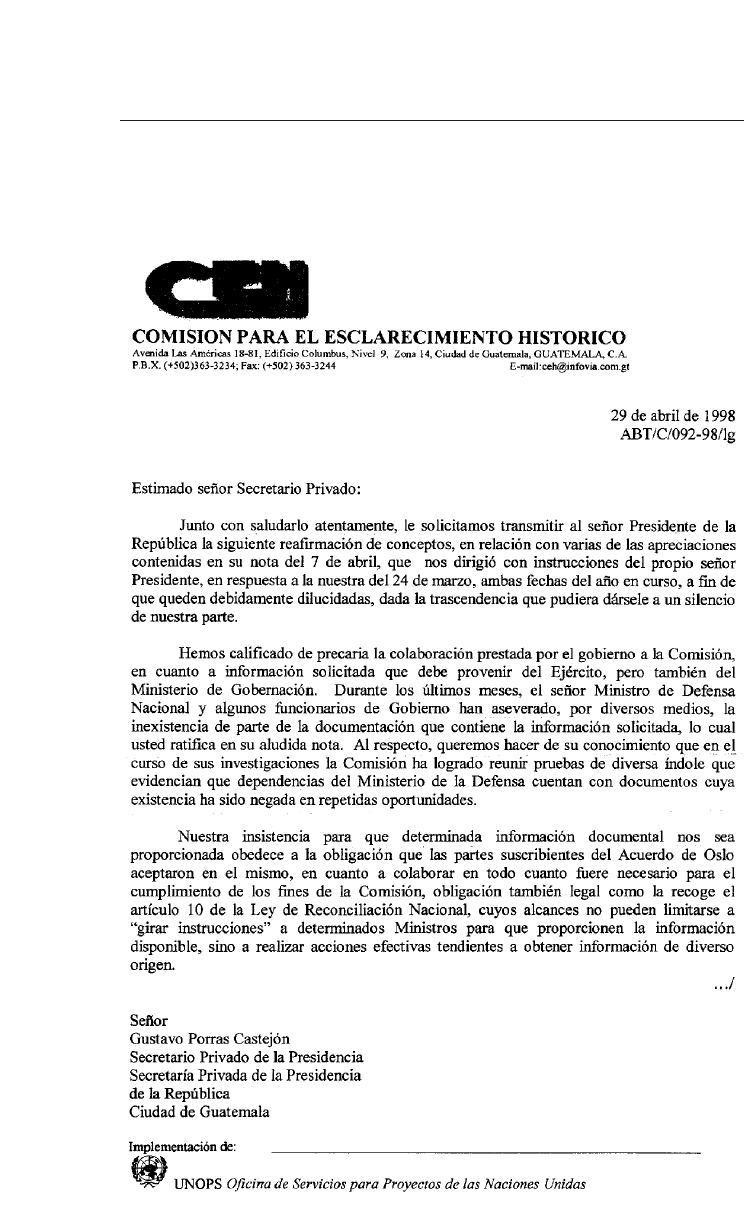 CEH
COMISION PARA EL ESCLARECIMIENTO HISTORICO
Avenida Las Américas 18-81, Edificio Columbus, Nivel 9, Zona 14, Ciudad de Guatemala, GUATEMALA, C.A.
P.B.X. (+502)363-3234; Fax: (+502) 363-3244 E-mail:ceh@infovia.com.gt
29 de abril de 1998
ABT/C/092-98/lg
Estimado señor Secretario Privado:
Junto con saludarlo atentamente, le solicitamos transmitir al señor Presidente de la
República la siguiente reafirmación de conceptos, en relación con varias de las apreciaciones
contenidas en su nota del 7 de abril, que nos dirigió con instrucciones del propio señor
Presidente, en respuesta a la nuestra del 24 de marzo, ambas fechas del año en curso, a fin de
que queden debidamente dilucidadas, dada la trascendencia que pudiera dársele a un silencio
de nuestra parte.
Hemos calificado de precaria la colaboración prestada por el gobierno a la Comisión,
en cuanto a información solicitada que debe provenir del Ejército, pero también del
Ministerio de Gobernación. Durante los últimos meses, el señor Ministro de Defensa
Nacional y algunos funcionarios de Gobierno han aseverado, por diversos medios, la
inexistencia de parte de la documentación que contiene la información solicitada, lo cual
usted ratifica en su aludida nota. Al respecto, queremos hacer de su conocimiento que en el
curso de sus investigaciones la Comisión ha logrado reunir pruebas de diversa índole que
evidencian que dependencias del Ministerio de la Defensa cuentan con documentos cuya
existencia ha sido negada en repetidas oportunidades.
Nuestra insistencia para que determinada información documental nos sea
proporcionada obedece a la obligación que las partes suscribientes del Acuerdo de Oslo
aceptaron en el mismo, en cuanto a colaborar en todo cuanto fuere necesario para el
cumplimiento de los fines de la Comisión, obligación también legal como la recoge el
artículo 10 de la Ley de Reconciliación Nacional, cuyos alcances no pueden limitarse a
“girar instrucciones” a determinados Ministros para que proporcionen la información
disponible, sino a realizar acciones efectivas tendientes a obtener información de diverso
origen.
.../
Señor
Gustavo Porras Castejón
Secretario Privado de la Presidencia
Secretaría Privada de la Presidencia
de la República
Ciudad de Guatemala
Implementación de:
UNOPS Oficina de Servicios para Proyectos de las Naciones Unidas